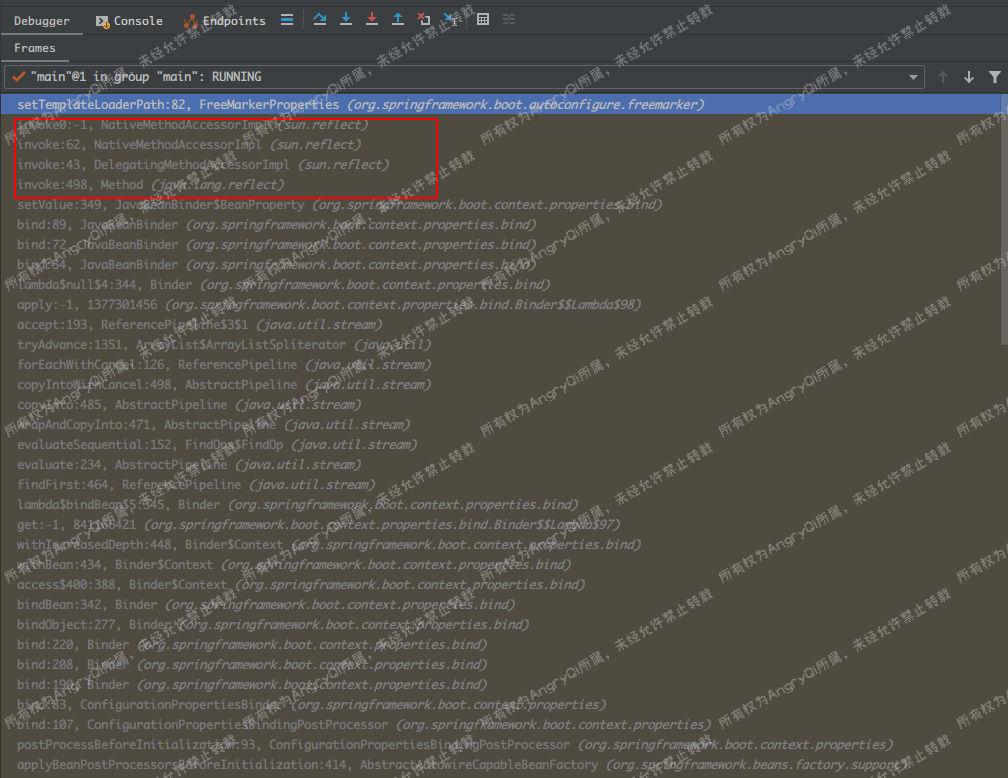 Debugger Console Endpoints
Frames
"main"@1 in group "main": RUNNING
setTemplateLoaderPath:82, FreeMarkerProperties (org.springframework.boot.autoconfigure.freemarker)
invoke0:-1, NativeMethodAccessorImpl (sun.reflect)
invoke:62, NativeMethodAccessorImpl (sun.reflect)
invoke:43, DelegatingMethodAccessorImpl (sun.reflect)
invoke:498, Method (java.lang.reflect)
setValue:349, JavaBeanBinder$BeanProperty (org.springframework.boot.context.properties.bind)
bind:89, JavaBeanBinder (org.springframework.boot.context.properties.bind)
bind:72, JavaBeanBinder (org.springframework.boot.context.properties.bind)
bind:54, JavaBeanBinder (org.springframework.boot.context.properties.bind)
lambda$null$4:344, Binder (org.springframework.boot.context.properties.bind)
apply:-1, 1377301456 (org.springframework.boot.context.properties.bind.Binder$$Lambda$98)
accept:193, ReferencePipeline$3$1 (java.util.stream)
tryAdvance:1351, ArrayList$ArrayListSpliterator (java.util)
forEachWithCancel:126, ReferencePipeline (java.util.stream)
copyIntoWithCancel:498, AbstractPipeline (java.util.stream)
copyInto:485, AbstractPipeline (java.util.stream)
wrapAndCopyInto:471, AbstractPipeline (java.util.stream)
evaluateSequential:152, FindOps$FindOp (java.util.stream)
evaluate:234, AbstractPipeline (java.util.stream)
findFirst:464, ReferencePipeline (java.util.stream)
lambda$bindBean$5:345, Binder (org.springframework.boot.context.properties.bind)
get:-1, (org.springframework.boot.context.properties.bind.Binder$$Lambda$97)
withIncreasedDepth:448, Binder$Context (org.springframework.boot.context.properties.bind)
withBean:434, Binder$Context (org.springframework.boot.context.properties.bind)
access$400:388, Binder$Context (org.springframework.boot.context.properties.bind)
bindBean:342, Binder (org.springframework.boot.context.properties.bind)
bindObject:277, Binder (org.springframework.boot.context.properties.bind)
bind:220, Binder (org.springframework.boot.context.properties.bind)
bind:208, Binder (org.springframework.boot.context.properties.bind)
bind:190, Binder (org.springframework.boot.context.properties.bind)
bind:83, ConfigurationPropertiesBinder (org.springframework.boot.context.properties)
bind:107, ConfigurationPropertiesBindingPostProcessor (org.springframework.boot.context.properties)
postProcessBeforeInitialization:93, ConfigurationPropertiesBindingPostProcessor (org.springframework.boot.context.properties)
applyBeanPostProcessorsBeforeInitialization:414, AbstractAutowireCapableBeanFactory (org.springframework.beans.factory.support)
所有权为AngryQi所属，未经允许禁止转载